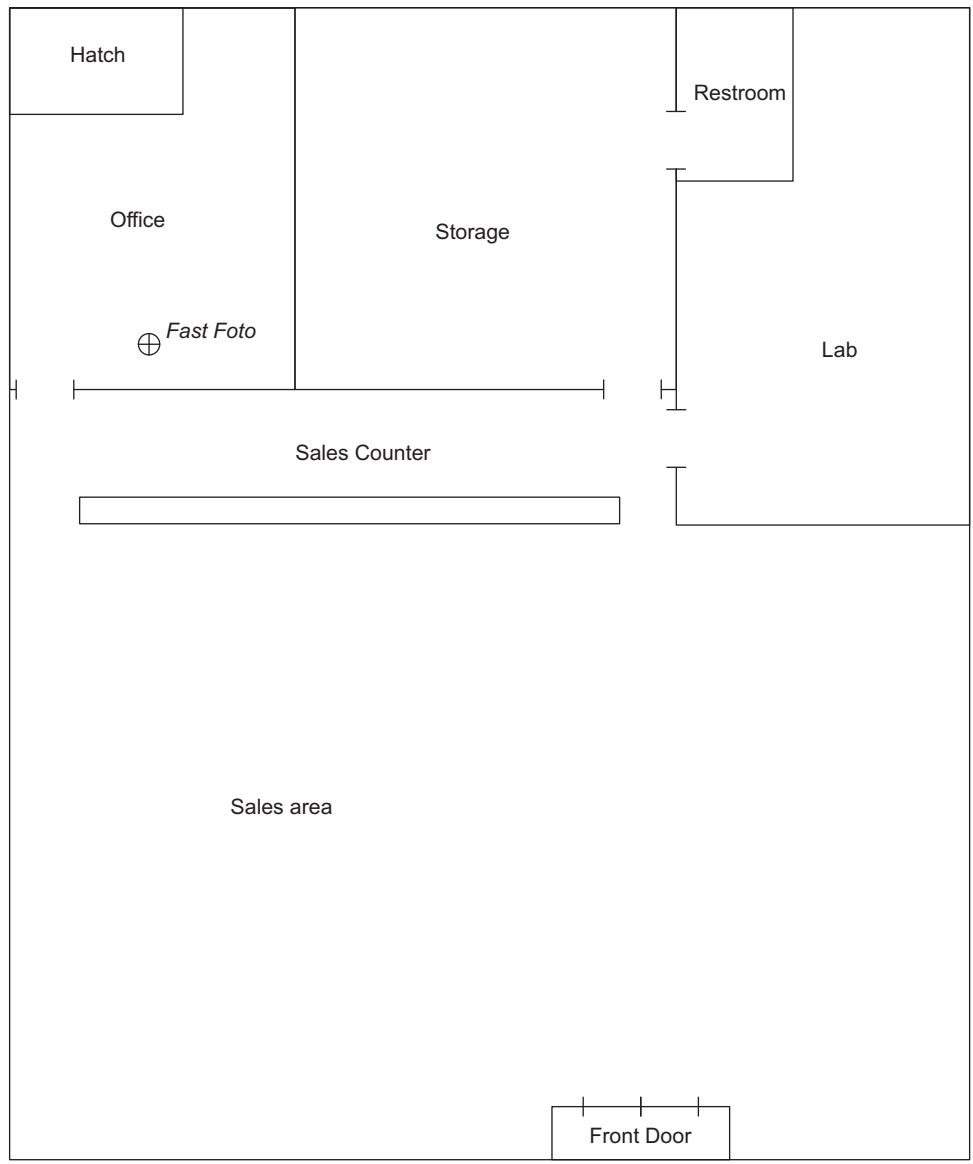 Hatch
Restroom
Office
Storage
Fast Foto
Lab
Sales Counter
Sales area
Front Door